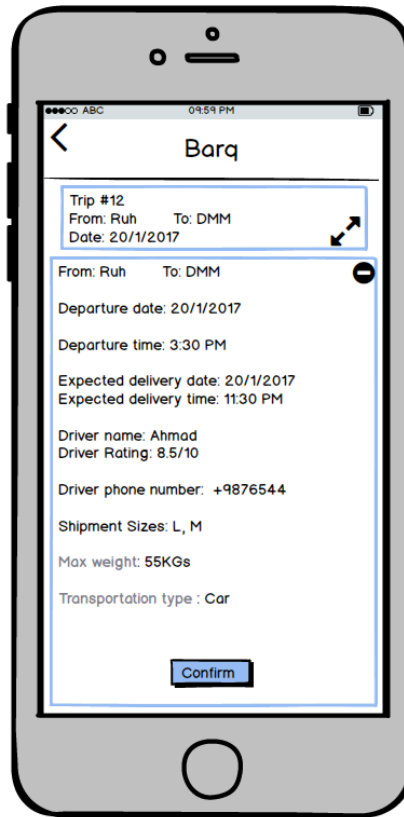 ABC 09:59 PM
Barq
Trip #12
From: Ruh To: DMM
Date: 20/1/2017
From: Ruh To: DMM
Departure date: 20/1/2017
Departure time: 3:30 PM
Expected delivery date: 20/1/2017
Expected delivery time: 11:30 PM
Driver name: Ahmad
Driver Rating: 8.5/10
Driver phone number: +9876544
Shipment Sizes: L, M
Max weight: 55KGs
Transportation type : Car
Confirm